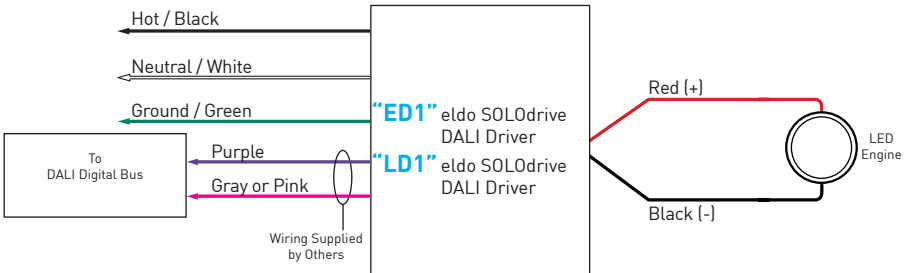 Hot / Black
Neutral / White
Ground / Green
To
DALI Digital Bus
Purple
Gray or Pink
Wiring Supplied
by Others
“ED1” eldo SOLOdrive
DALI Driver
“LD1” eldo SOLOdrive
DALI Driver
Red (+)
Black (-)
LED
Engine